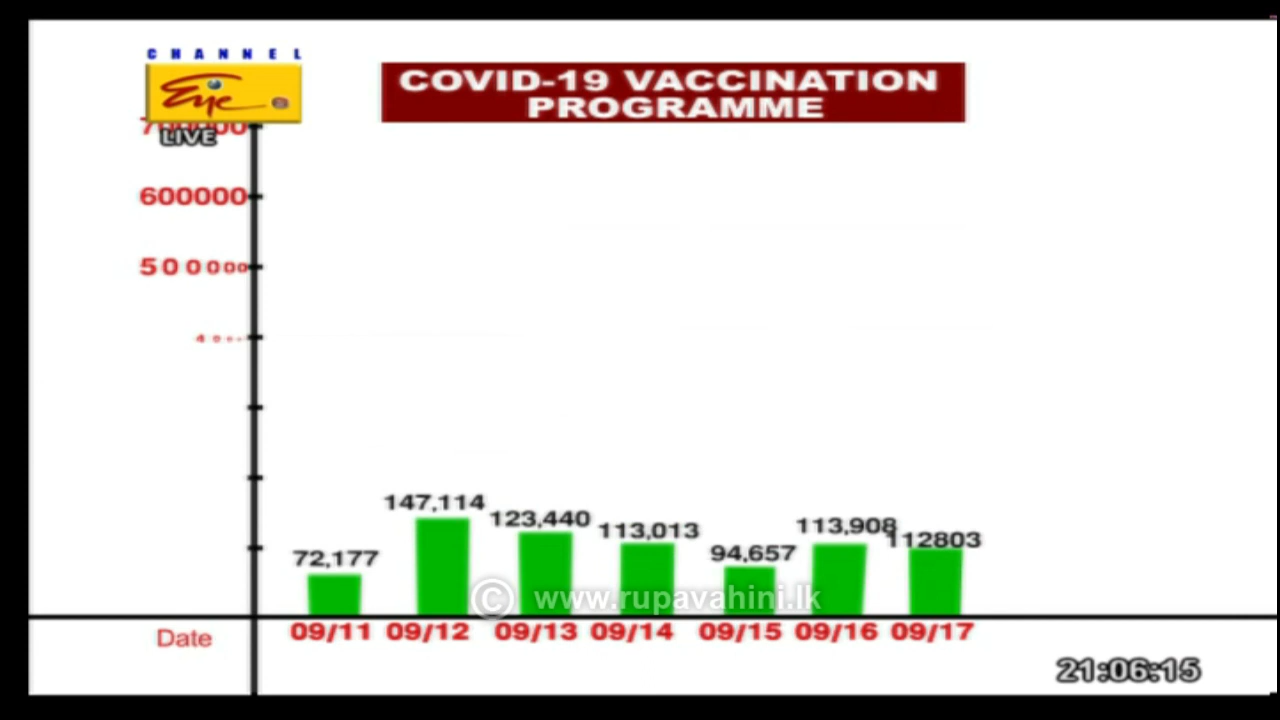 CHANNEL
Eye
LIVE
COVID-19 VACCINATION
PROGRAMME
600000
500000
147,114
123,440
113,013
113,908
112803
94,657
72,177
© www.rupavahini.lk
09/11 09/12 09/13 09/14 09/15 09/16 09/17
Date
21:06:15